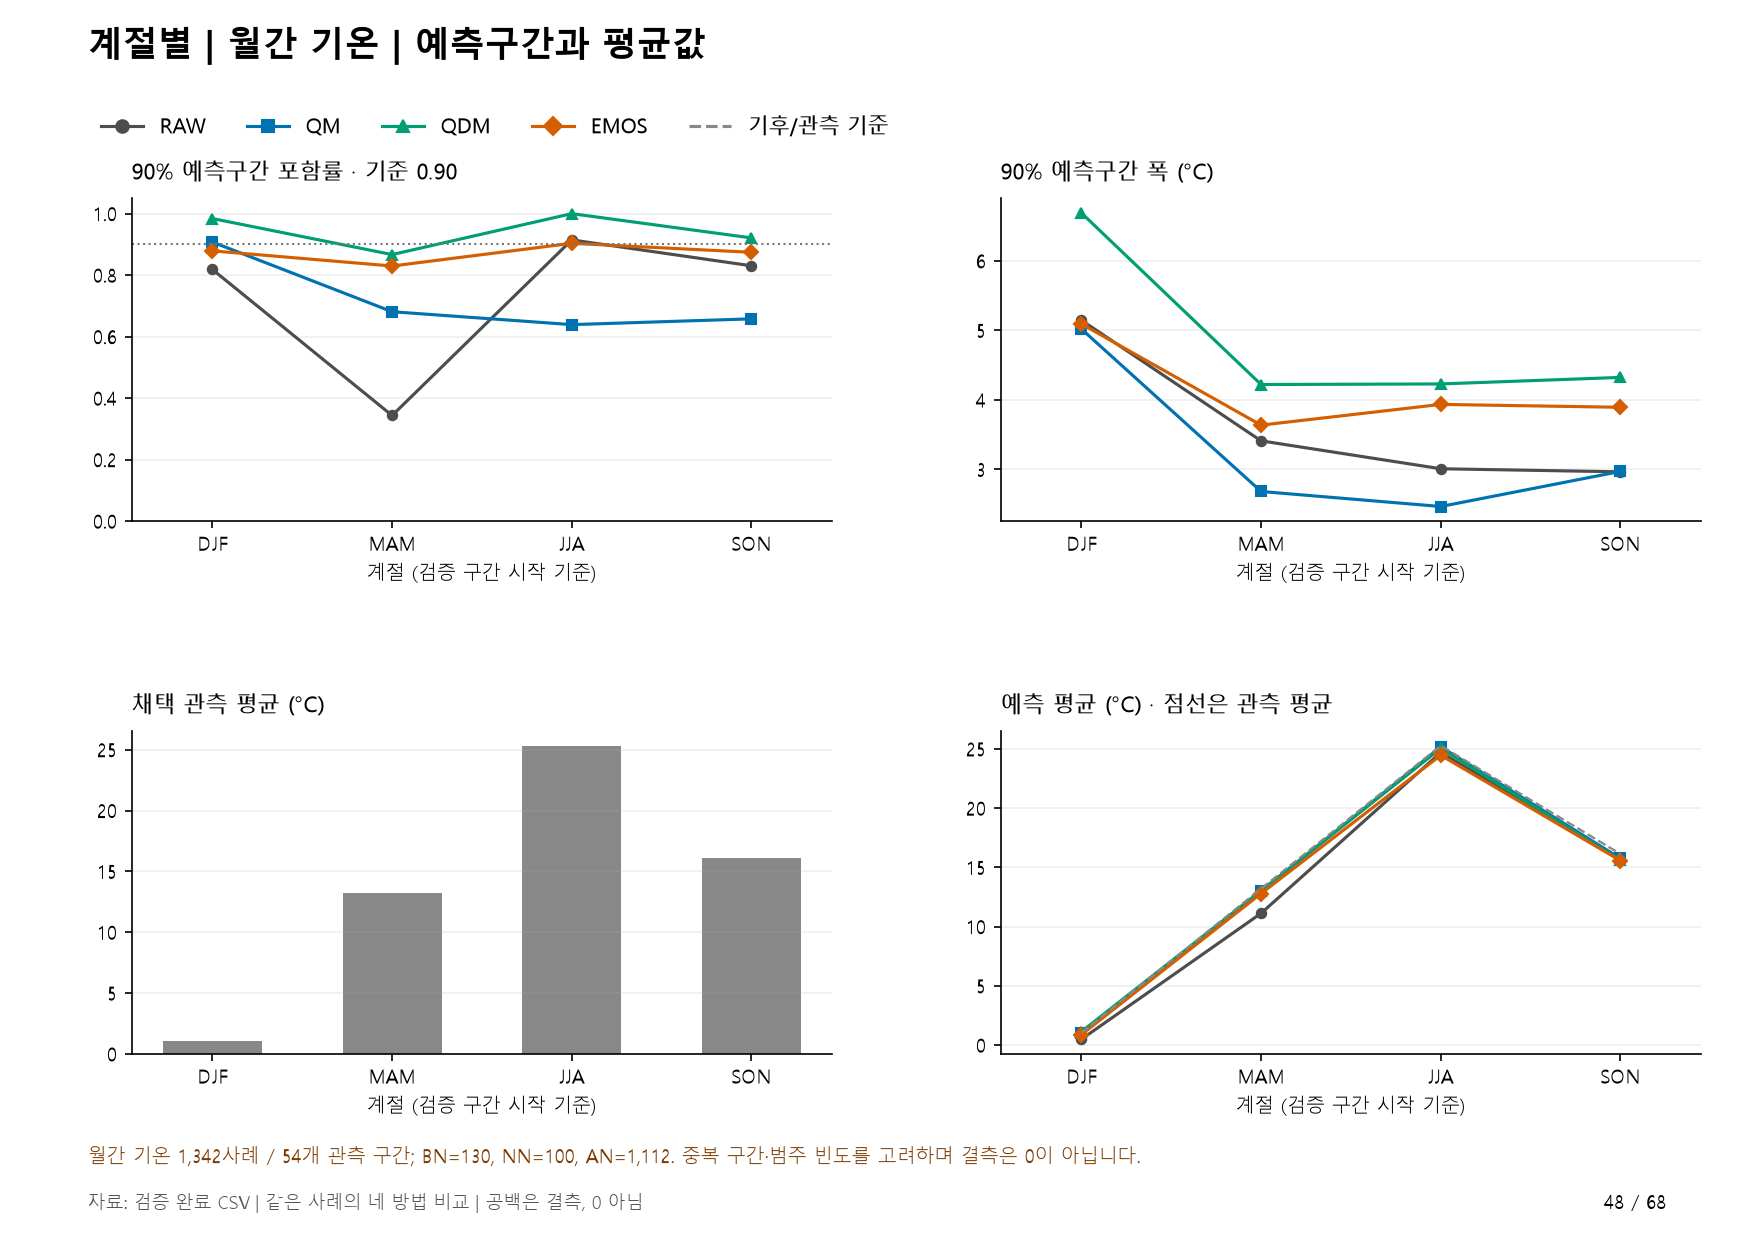 계절별 | 월간 기온 | 예측구간과 평균값
RAW QM QDM EMOS 기후/관측 기준
90% 예측구간 포함률 · 기준 0.90
1.0
0.8
0.6
0.4
0.2
0.0
DJF MAM JJA SON
계절 (검증 구간 시작 기준)
90% 예측구간 폭 (°C)
6
5
4
3
DJF MAM JJA SON
계절 (검증 구간 시작 기준)
채택 관측 평균 (°C)
25
20
15
10
5
0
DJF MAM JJA SON
계절 (검증 구간 시작 기준)
예측 평균 (°C) · 점선은 관측 평균
25
20
15
10
5
0
DJF MAM JJA SON
계절 (검증 구간 시작 기준)
월간 기온 1,342사례 / 54개 관측 구간; BN=130, NN=100, AN=1,112. 중복 구간·범주 빈도를 고려하며 결측은 0이 아닙니다.
자료: 검증 완료 CSV | 같은 사례의 네 방법 비교 | 공백은 결측, 0 아님
48 / 68